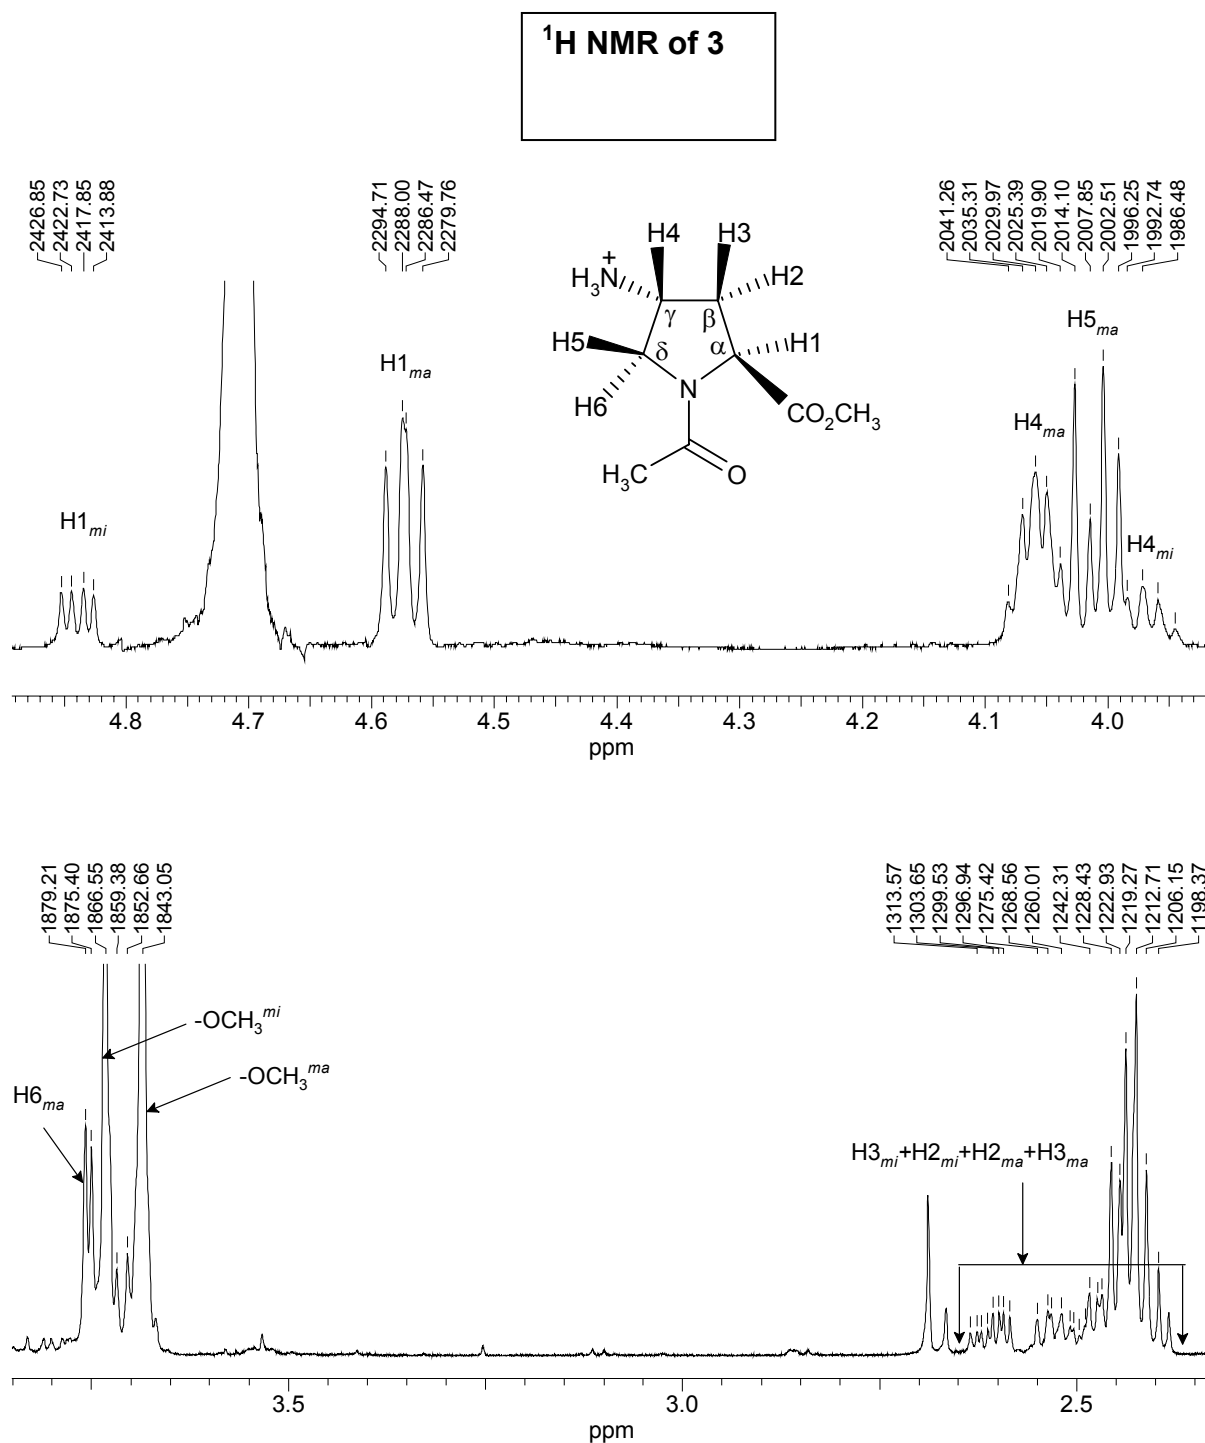 ¹H NMR of 3
2426.85
2422.73
2417.85
2413.88
2294.71
2288.00
2286.47
2279.76
2041.26
2035.31
2029.97
2025.39
2019.90
2014.10
2007.85
2002.51
1996.25
1992.74
1986.48
H4 H3
H₃N⁺ H2
γ β
H5 δ α H1
H6 N CO₂CH₃
H₃C O
H1mi
H1ma
H4ma
H5ma
H4mi
4.8 4.7 4.6 4.5 4.4 4.3 4.2 4.1 4.0
ppm
1879.21
1875.40
1866.55
1859.38
1852.66
1843.05
1313.57
1303.65
1299.53
1296.94
1275.42
1268.56
1260.01
1242.31
1228.43
1222.93
1219.27
1212.71
1206.15
1198.37
-OCH₃mi
-OCH₃ma
H6ma
H3mi+H2mi+H2ma+H3ma
3.5 3.0 2.5
ppm